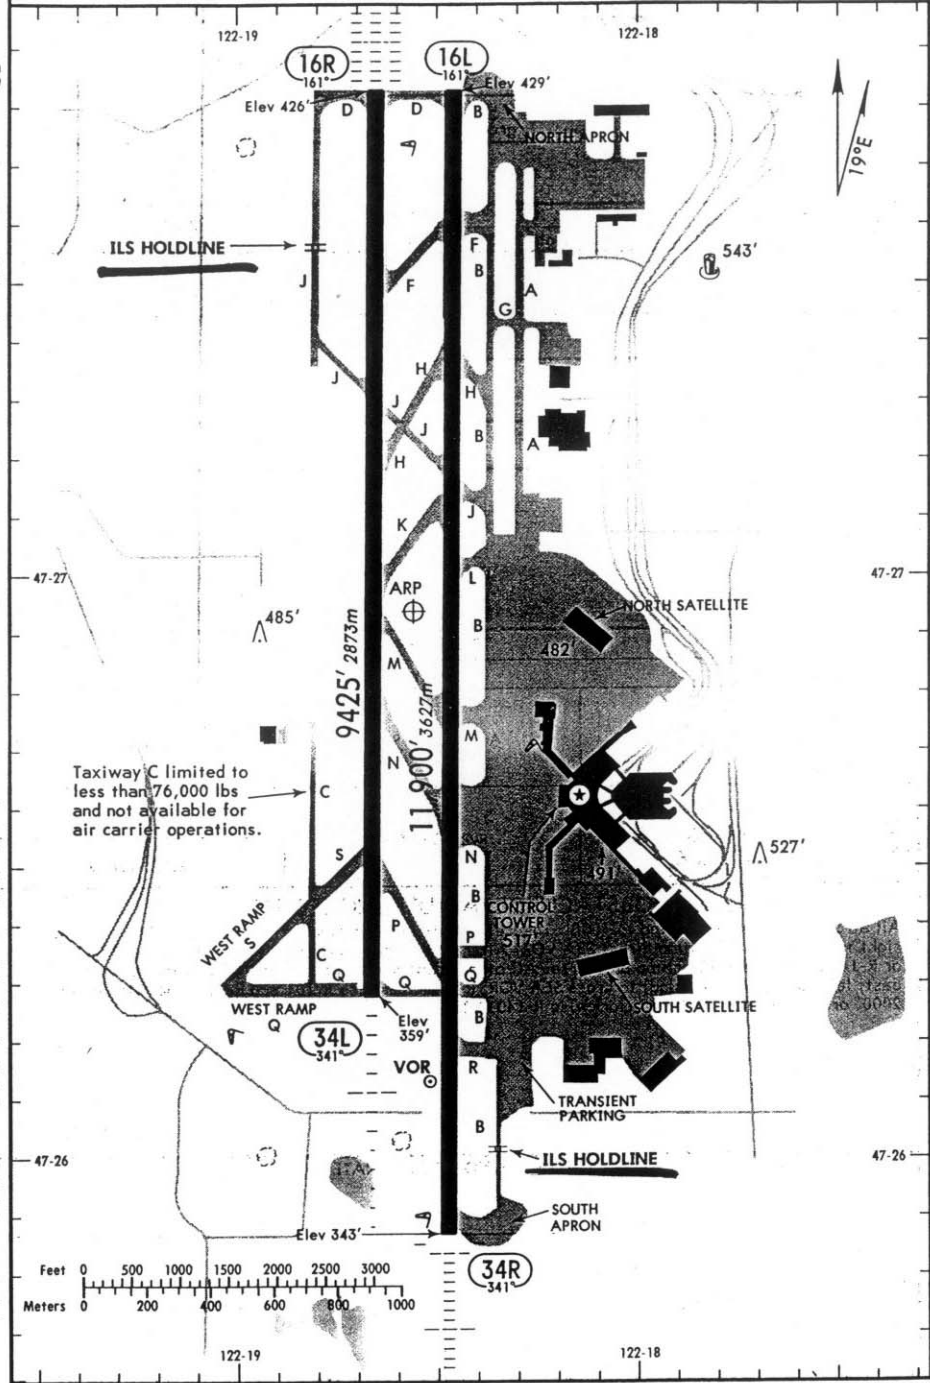 122-19
122-18
16R
161°
16L
161°
Elev 426'
Elev 429'
D
D
B
NORTH APRON
19°E
ILS HOLDLINE
F
B
543'
J
F
A
G
J
H
H
J
J
B
A
H
K
J
47-27
L
47-27
ARP
NORTH SATELLITE
485'
B
482'
M
9425' 2873m
11,900' 3627m
M
A
N
Taxiway C limited to
less than 76,000 lbs
and not available for
air carrier operations.
C
S
N
527'
491'
B
CONTROL
TOWER
517'
P
P
WEST RAMP
S
C
Q
Q
Q
SOUTH SATELLITE
WEST RAMP
Q
Elev
359'
B
34L
341°
VOR
R
TRANSIENT
PARKING
B
47-26
ILS HOLDLINE
47-26
SOUTH
APRON
Elev 343'
34R
341°
Feet 0 500 1000 1500 2000 2500 3000
Meters 0 200 400 600 800 1000
122-19
122-18